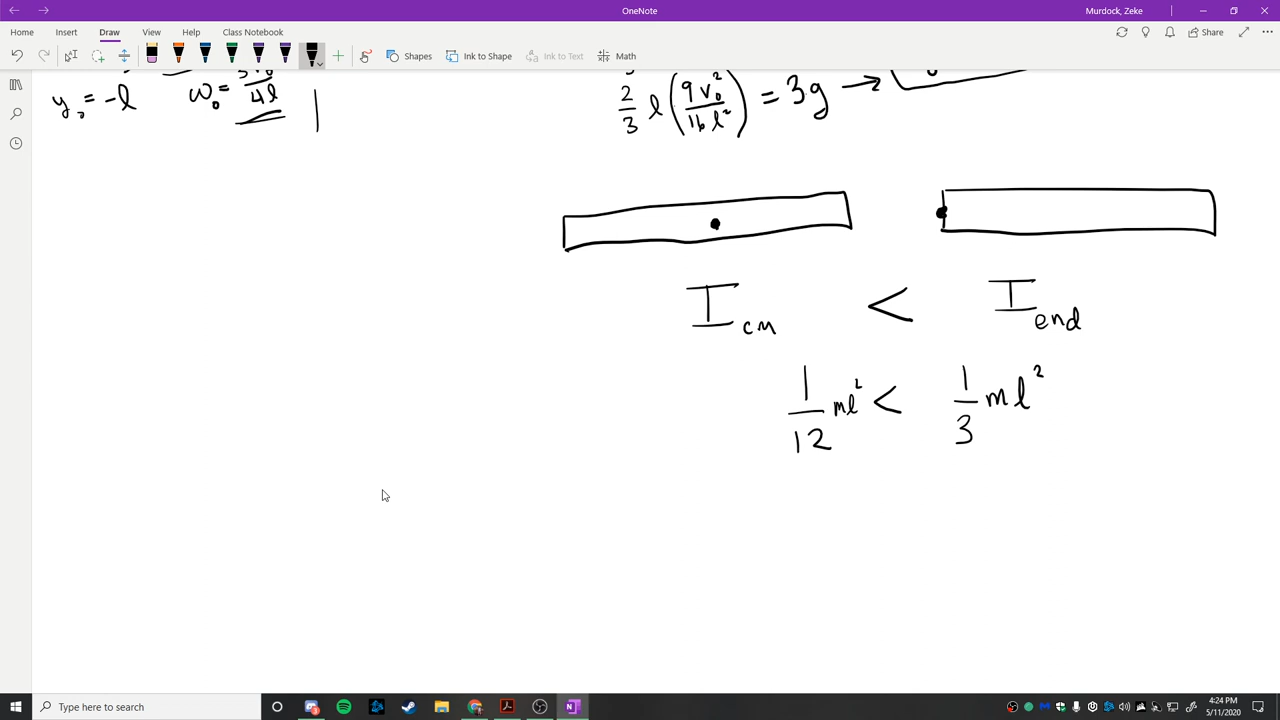 OneNote
Murdock, Zeke
Home Insert Draw View Help Class Notebook
Share
Shapes Ink to Shape Ink to Text Math
y₀ = -l ω₀ = 4l
2/3 l (9v₀²/16l²) = 3g →
I_cm < I_end
1/12 ml² < 1/3 ml²
Type here to search
4:24 PM
5/11/2020